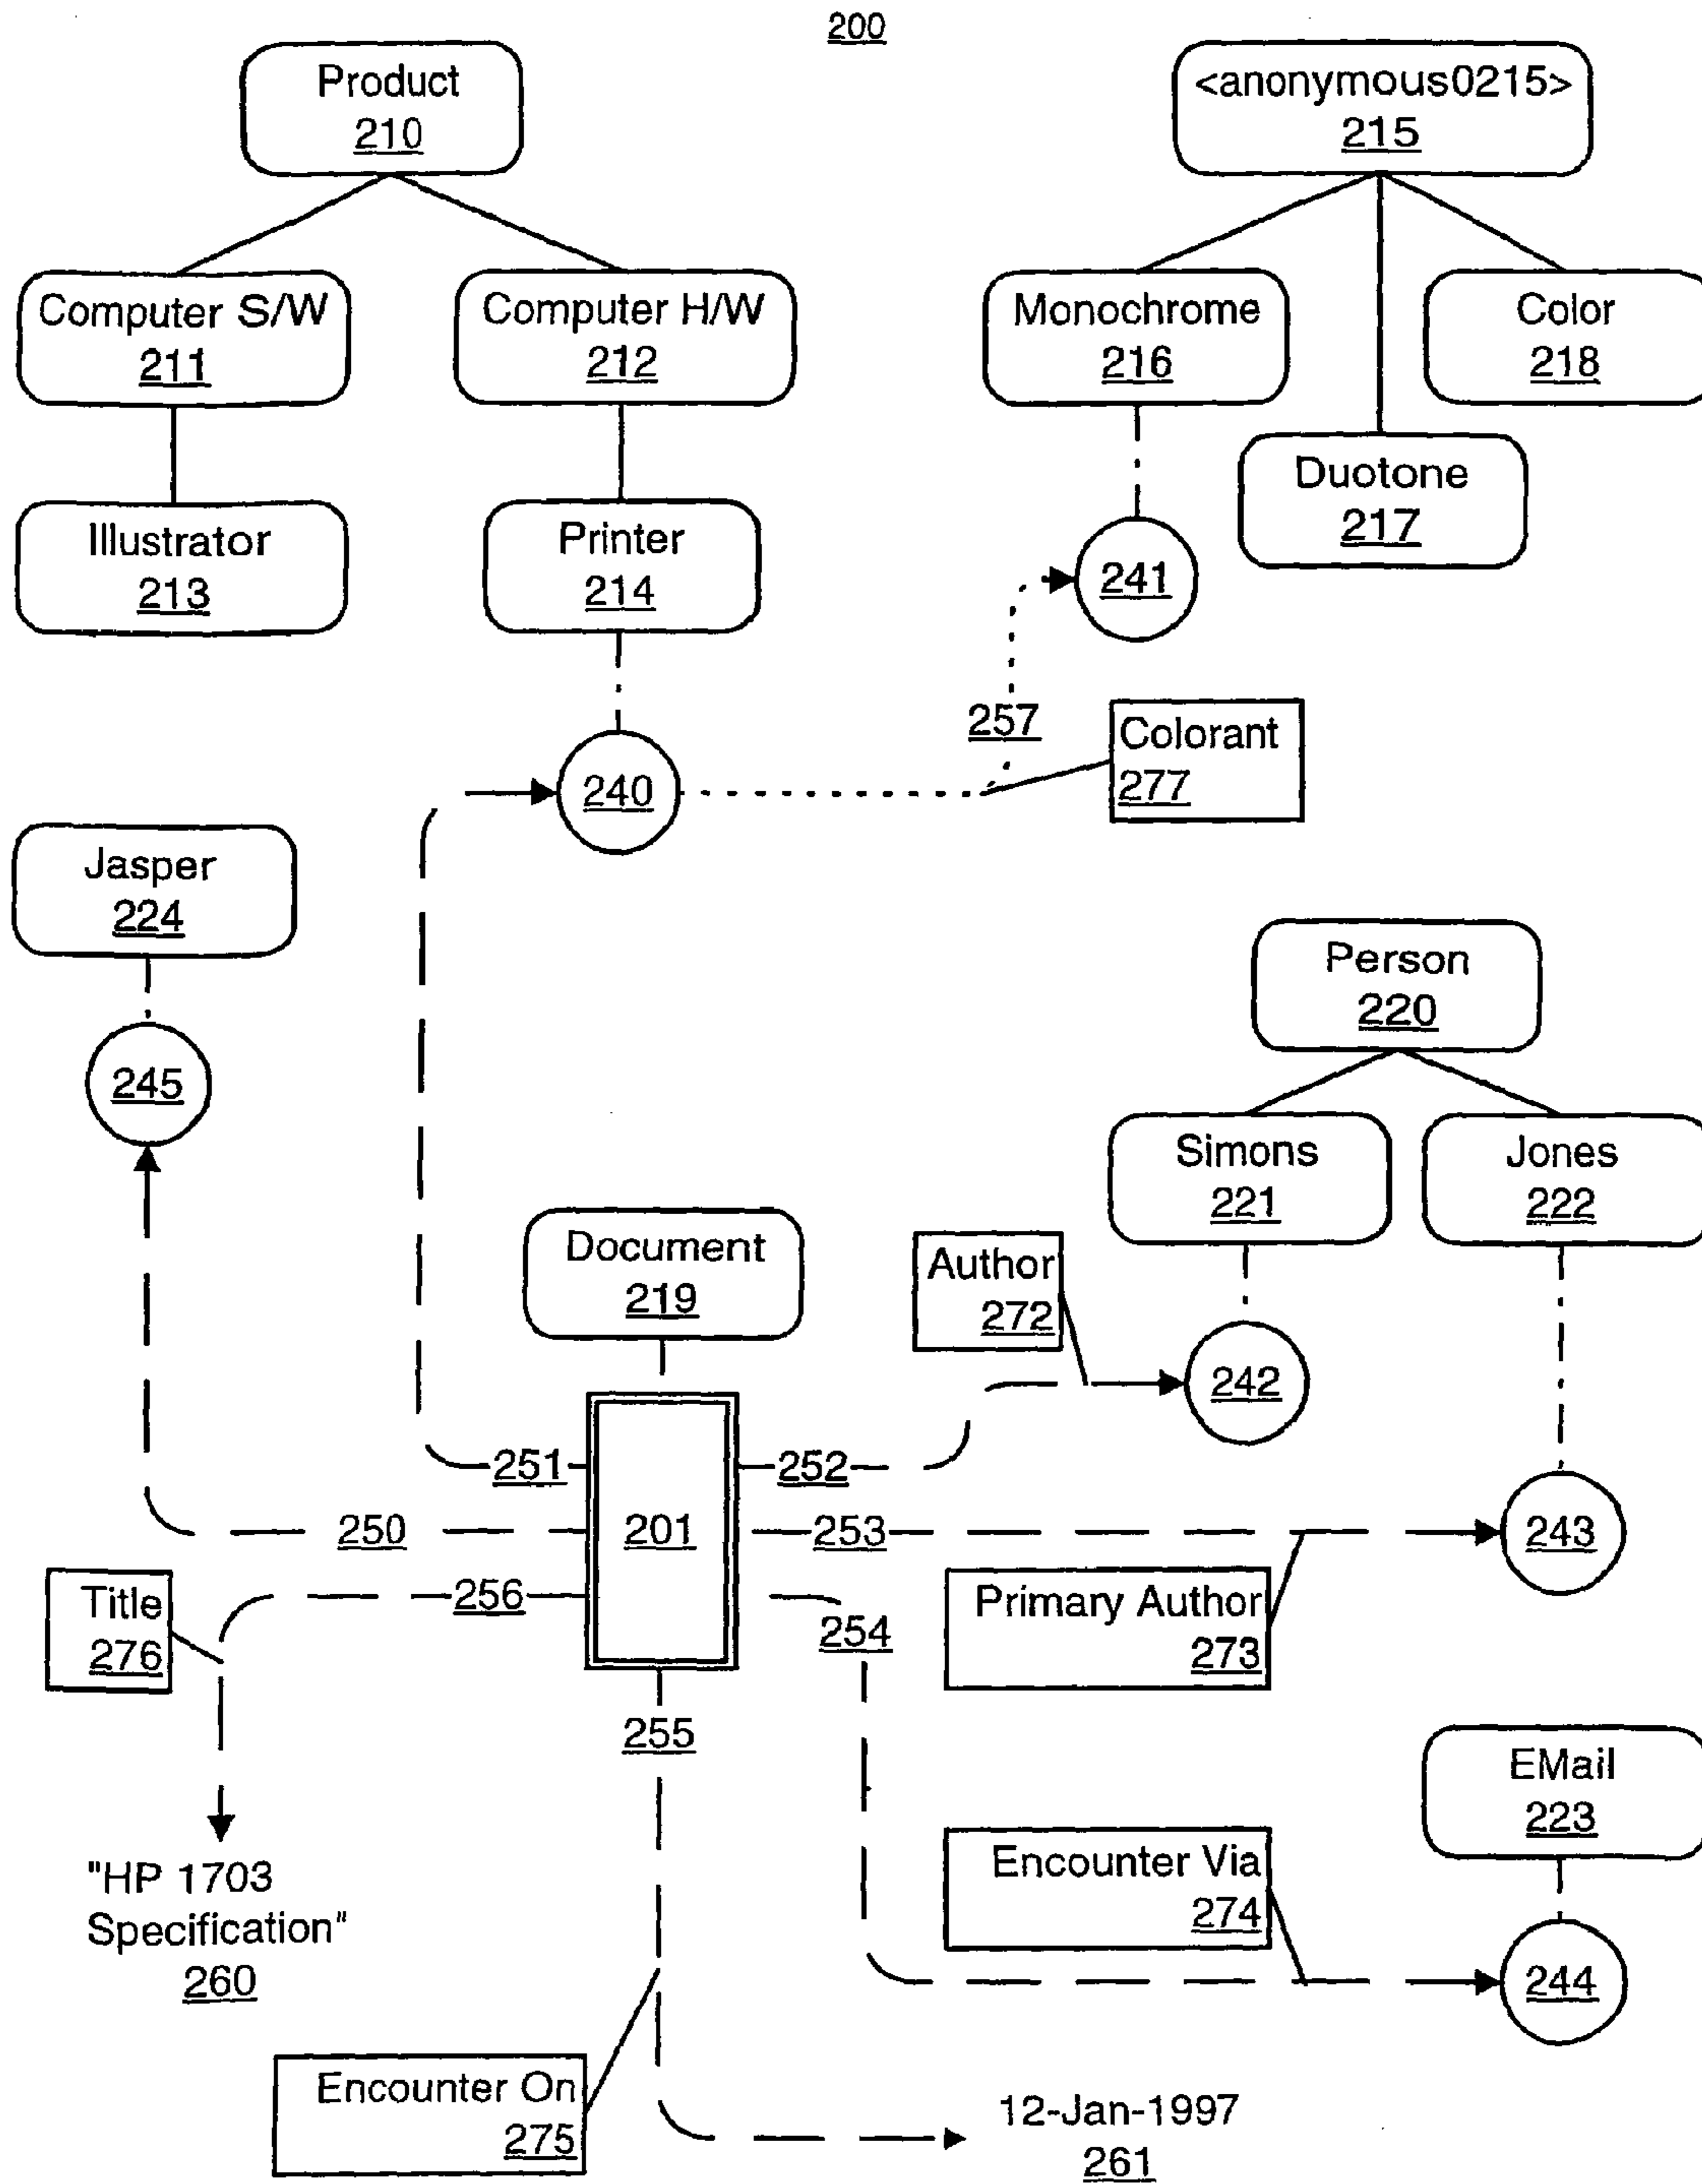 200
Product
210
<anonymous0215>
215
Computer S/W
211
Computer H/W
212
Monochrome
216
Color
218
Duotone
217
Illustrator
213
Printer
214
241
257
Colorant
277
240
Jasper
224
245
Person
220
Simons
221
Jones
222
Document
219
Author
272
242
251
252
250
201
253
243
Title
276
256
254
Primary Author
273
255
EMail
223
"HP 1703
Specification"
260
Encounter Via
274
244
Encounter On
275
12-Jan-1997
261